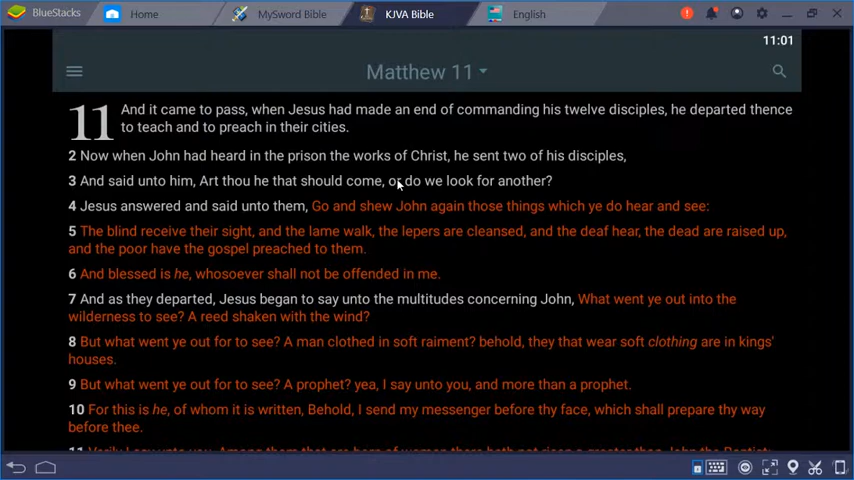 BlueStacks Home MySword Bible KJVA Bible English
11:01
Matthew 11
11 And it came to pass, when Jesus had made an end of commanding his twelve disciples, he departed thence
to teach and to preach in their cities.
2 Now when John had heard in the prison the works of Christ, he sent two of his disciples,
3 And said unto him, Art thou he that should come, or do we look for another?
4 Jesus answered and said unto them, Go and shew John again those things which ye do hear and see:
5 The blind receive their sight, and the lame walk, the lepers are cleansed, and the deaf hear, the dead are raised up,
and the poor have the gospel preached to them.
6 And blessed is he, whosoever shall not be offended in me.
7 And as they departed, Jesus began to say unto the multitudes concerning John, What went ye out into the
wilderness to see? A reed shaken with the wind?
8 But what went ye out for to see? A man clothed in soft raiment? behold, they that wear soft clothing are in kings'
houses.
9 But what went ye out for to see? A prophet? yea, I say unto you, and more than a prophet.
10 For this is he, of whom it is written, Behold, I send my messenger before thy face, which shall prepare thy way
before thee.